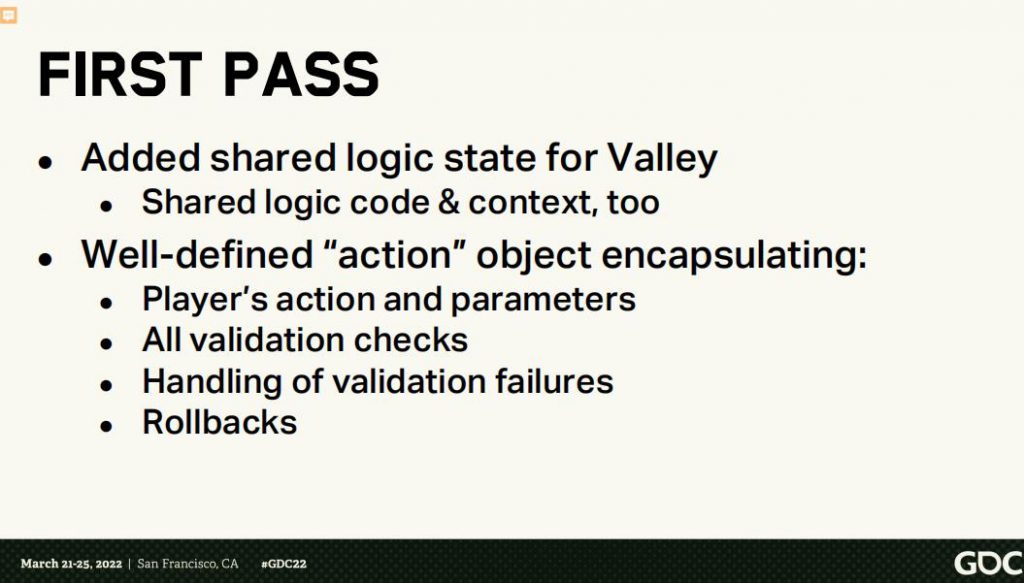 FIRST PASS
● Added shared logic state for Valley
● Shared logic code & context, too
● Well-defined “action” object encapsulating:
● Player’s action and parameters
● All validation checks
● Handling of validation failures
● Rollbacks
March 21-25, 2022 | San Francisco, CA #GDC22
GDC